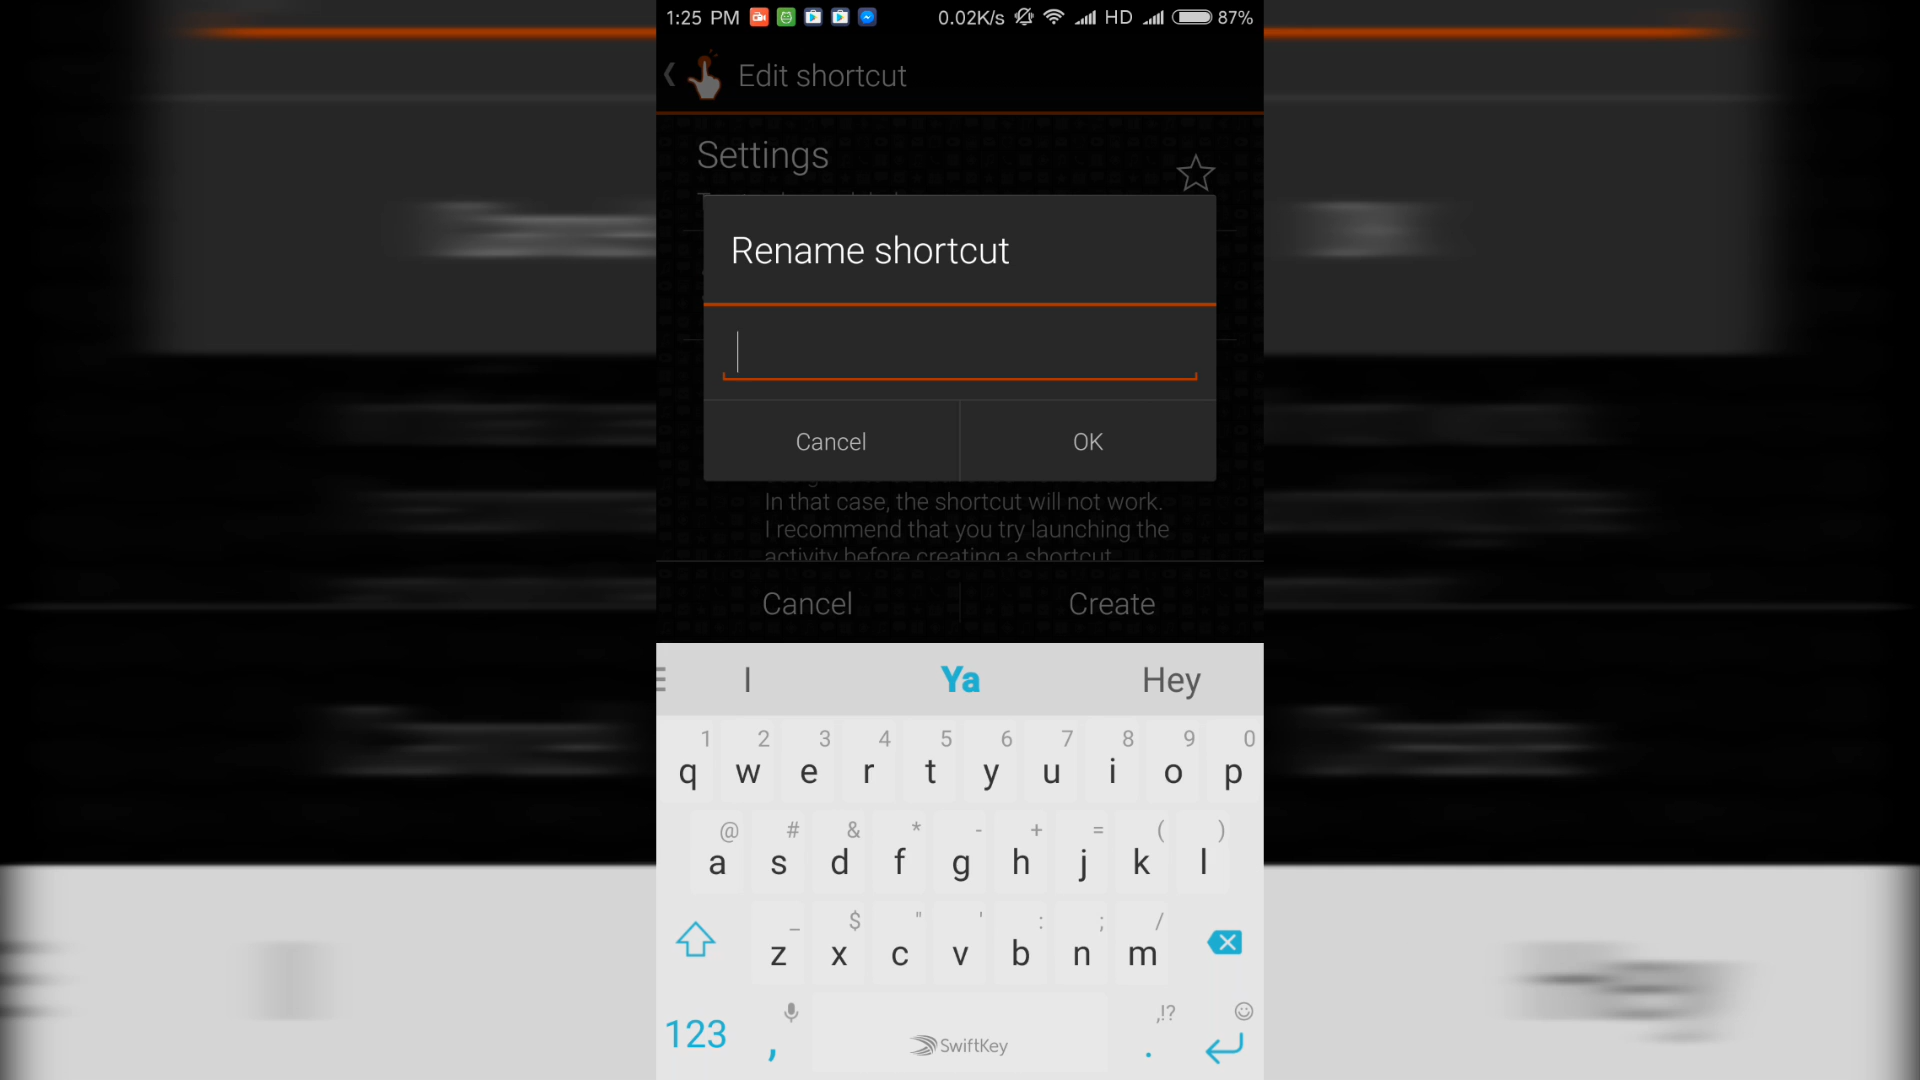 1:25 PM 0.02K/s HD 87%
Edit shortcut
Settings
Rename shortcut
Cancel OK
In that case, the shortcut will not work.
I recommend that you try launching the
activity before creating a shortcut
Cancel Create
I Ya Hey
1 2 3 4 5 6 7 8 9 0
q w e r t y u i o p
@ # & * - + = ( )
a s d f g h j k l
_ $ " ' : ; /
z x c v b n m
,!?
123 , SwiftKey .